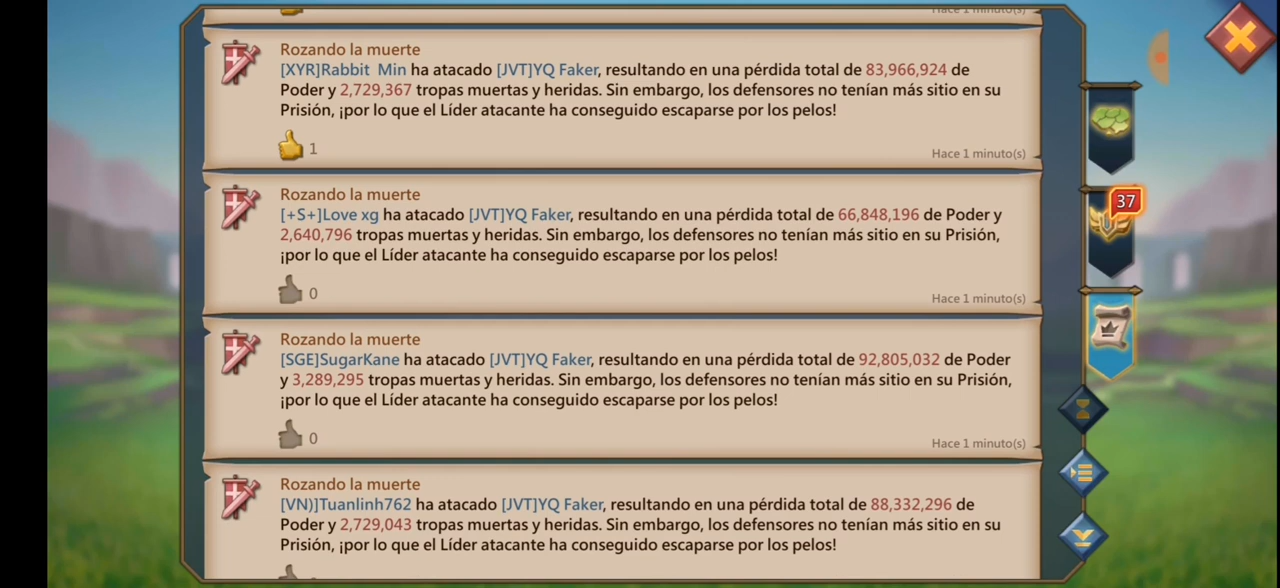 Hace 1 minuto(s)
Rozando la muerte
[XYR]Rabbit Min ha atacado [JVT]YQ Faker, resultando en una pérdida total de 83,966,924 de
Poder y 2,729,367 tropas muertas y heridas. Sin embargo, los defensores no tenían más sitio en su
Prisión, ¡por lo que el Líder atacante ha conseguido escaparse por los pelos!
1
Hace 1 minuto(s)
Rozando la muerte
[+S+]Love xg ha atacado [JVT]YQ Faker, resultando en una pérdida total de 66,848,196 de Poder y
2,640,796 tropas muertas y heridas. Sin embargo, los defensores no tenían más sitio en su Prisión,
¡por lo que el Líder atacante ha conseguido escaparse por los pelos!
0
Hace 1 minuto(s)
Rozando la muerte
[SGE]SugarKane ha atacado [JVT]YQ Faker, resultando en una pérdida total de 92,805,032 de Poder
y 3,289,295 tropas muertas y heridas. Sin embargo, los defensores no tenían más sitio en su Prisión,
¡por lo que el Líder atacante ha conseguido escaparse por los pelos!
0
Hace 1 minuto(s)
Rozando la muerte
[VN)]Tuanlinh762 ha atacado [JVT]YQ Faker, resultando en una pérdida total de 88,332,296 de
Poder y 2,729,043 tropas muertas y heridas. Sin embargo, los defensores no tenían más sitio en su
Prisión, ¡por lo que el Líder atacante ha conseguido escaparse por los pelos!
37